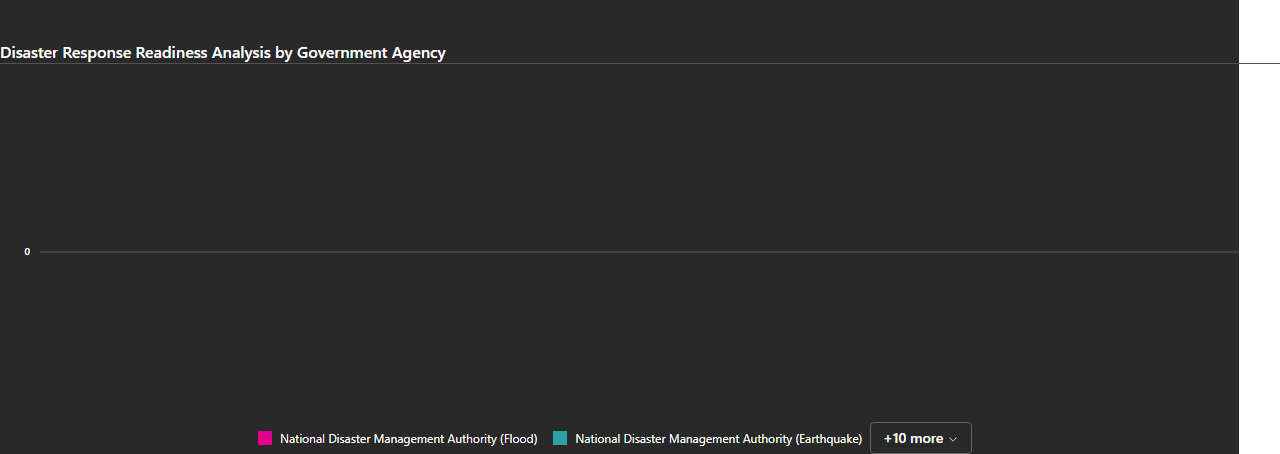 Disaster Response Readiness Analysis by Government Agency
0
National Disaster Management Authority (Flood) National Disaster Management Authority (Earthquake) +10 more